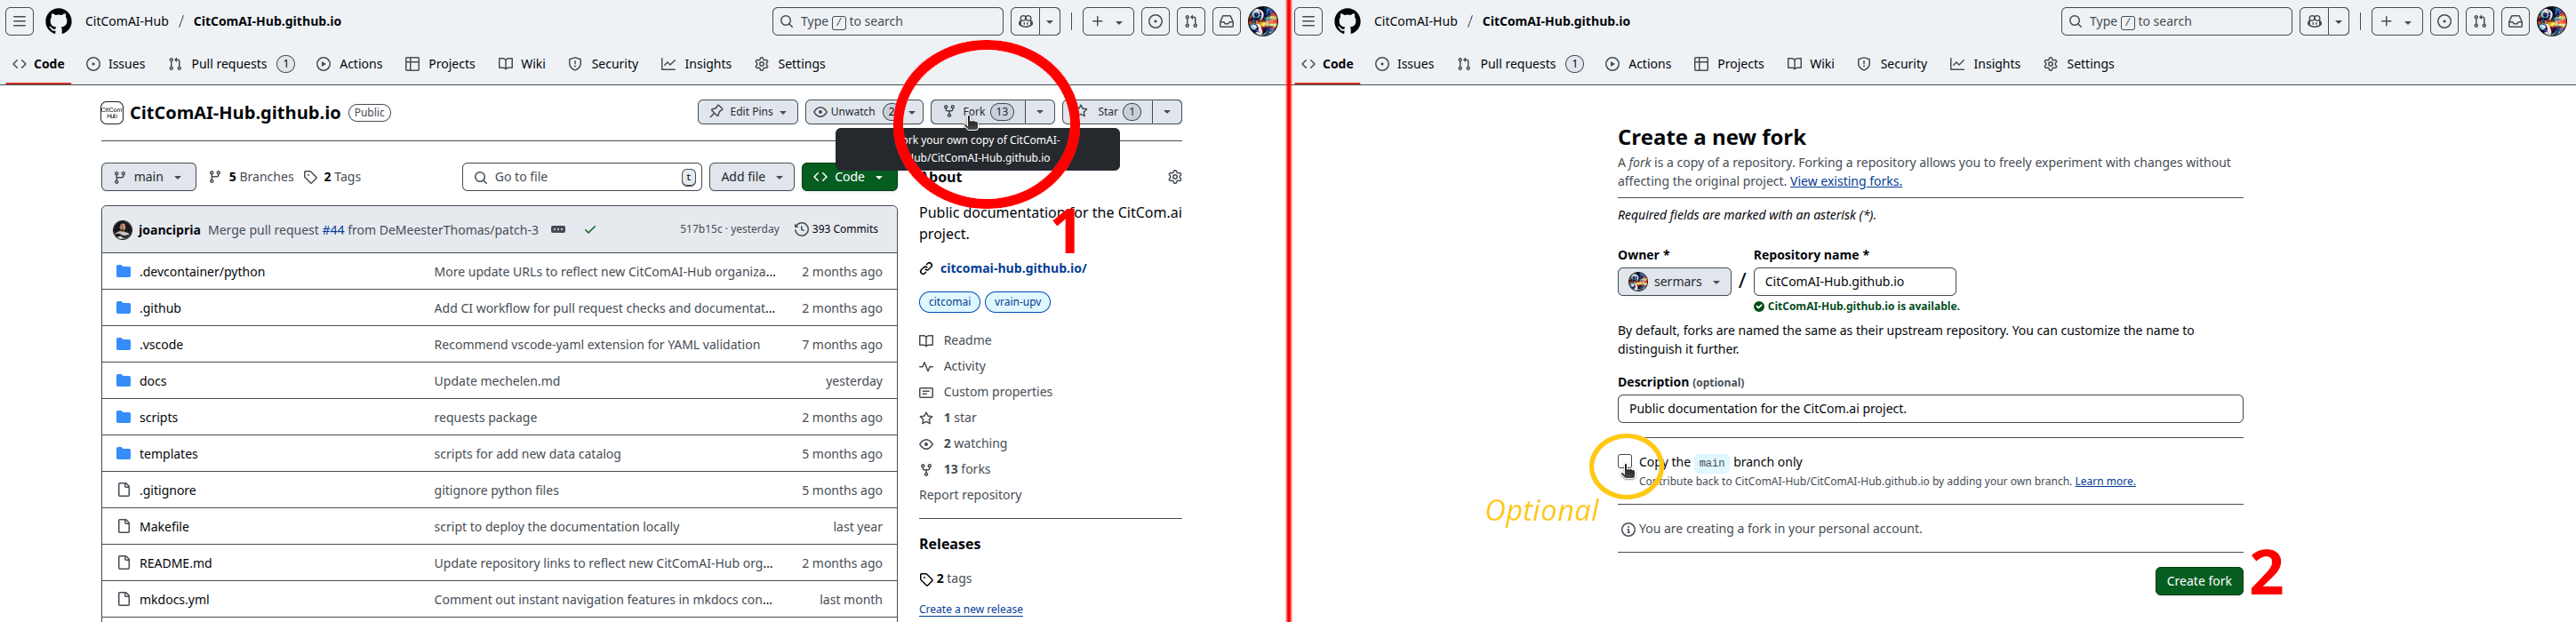 CitComAI-Hub / CitComAI-Hub.github.io
Type / to search
Code
Issues
Pull requests 1
Actions
Projects
Wiki
Security
Insights
Settings
CitComAI-Hub.github.io Public
Edit Pins
Unwatch 2
Fork 13
Star 1
ork your own copy of CitComAI-
ub/CitComAI-Hub.github.io
main
5 Branches
2 Tags
Go to file t
Add file
Code
joancipria Merge pull request #44 from DeMeesterThomas/patch-3
517b15c · yesterday
393 Commits
.devcontainer/python More update URLs to reflect new CitComAI-Hub organiza... 2 months ago
.github Add CI workflow for pull request checks and documentat... 2 months ago
.vscode Recommend vscode-yaml extension for YAML validation 7 months ago
docs Update mechelen.md yesterday
scripts requests package 2 months ago
templates scripts for add new data catalog 5 months ago
.gitignore gitignore python files 5 months ago
Makefile script to deploy the documentation locally last year
README.md Update repository links to reflect new CitComAI-Hub org... 2 months ago
mkdocs.yml Comment out instant navigation features in mkdocs con... last month
About
1
Public documentation for the CitCom.ai
project.
citcomai-hub.github.io/
citcomai vrain-upv
Readme
Activity
Custom properties
1 star
2 watching
13 forks
Report repository
Releases
2 tags
Create a new release
CitComAI-Hub / CitComAI-Hub.github.io
Type / to search
Code
Issues
Pull requests 1
Actions
Projects
Wiki
Security
Insights
Settings
Create a new fork
A fork is a copy of a repository. Forking a repository allows you to freely experiment with changes without
affecting the original project. View existing forks.
Required fields are marked with an asterisk (*).
Owner * Repository name *
sermars / CitComAI-Hub.github.io
CitComAI-Hub.github.io is available.
By default, forks are named the same as their upstream repository. You can customize the name to
distinguish it further.
Description (optional)
Public documentation for the CitCom.ai project.
Copy the main branch only
Contribute back to CitComAI-Hub/CitComAI-Hub.github.io by adding your own branch. Learn more.
Optional
You are creating a fork in your personal account.
Create fork
2